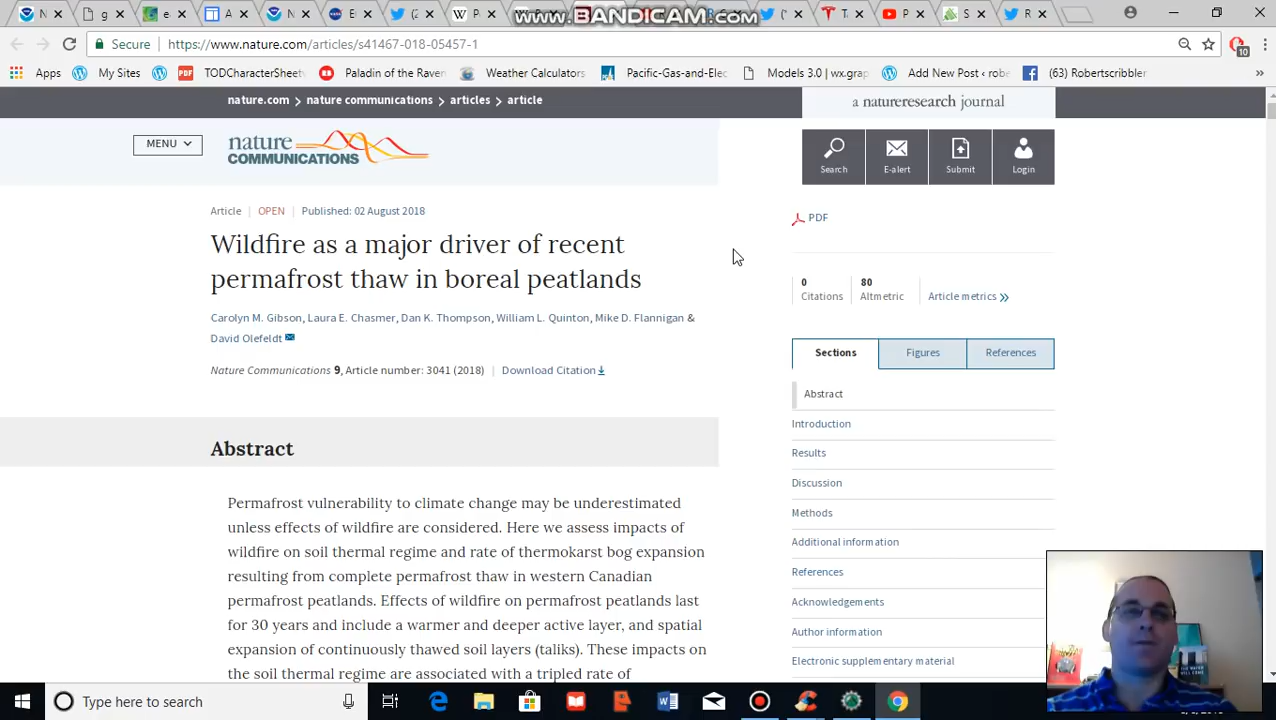 g
(2
P
www.BANDICAM.com
T
P
R
Secure
https://www.nature.com/articles/s41467-018-05457-1
10
Apps
My Sites
TODCharacterSheets
Paladin of the Raven
Weather Calculators
Pacific-Gas-and-Elec
Models 3.0 | wx.grap
Add New Post ‹ robe
(63) Robertscribbler
nature.com > nature communications > articles > article
a natureresearch journal
MENU
nature
COMMUNICATIONS
Search
E-alert
Submit
Login
Article | OPEN | Published: 02 August 2018
PDF
Wildfire as a major driver of recent
permafrost thaw in boreal peatlands
0
Citations
80
Altmetric
Article metrics »
Carolyn M. Gibson, Laura E. Chasmer, Dan K. Thompson, William L. Quinton, Mike D. Flannigan &
David Olefeldt
Nature Communications 9, Article number: 3041 (2018) | Download Citation
Sections
Figures
References
Abstract
Introduction
Results
Discussion
Methods
Additional information
References
Acknowledgements
Author information
Electronic supplementary material
Abstract
Permafrost vulnerability to climate change may be underestimated
unless effects of wildfire are considered. Here we assess impacts of
wildfire on soil thermal regime and rate of thermokarst bog expansion
resulting from complete permafrost thaw in western Canadian
permafrost peatlands. Effects of wildfire on permafrost peatlands last
for 30 years and include a warmer and deeper active layer, and spatial
expansion of continuously thawed soil layers (taliks). These impacts on
the soil thermal regime are associated with a tripled rate of
Type here to search